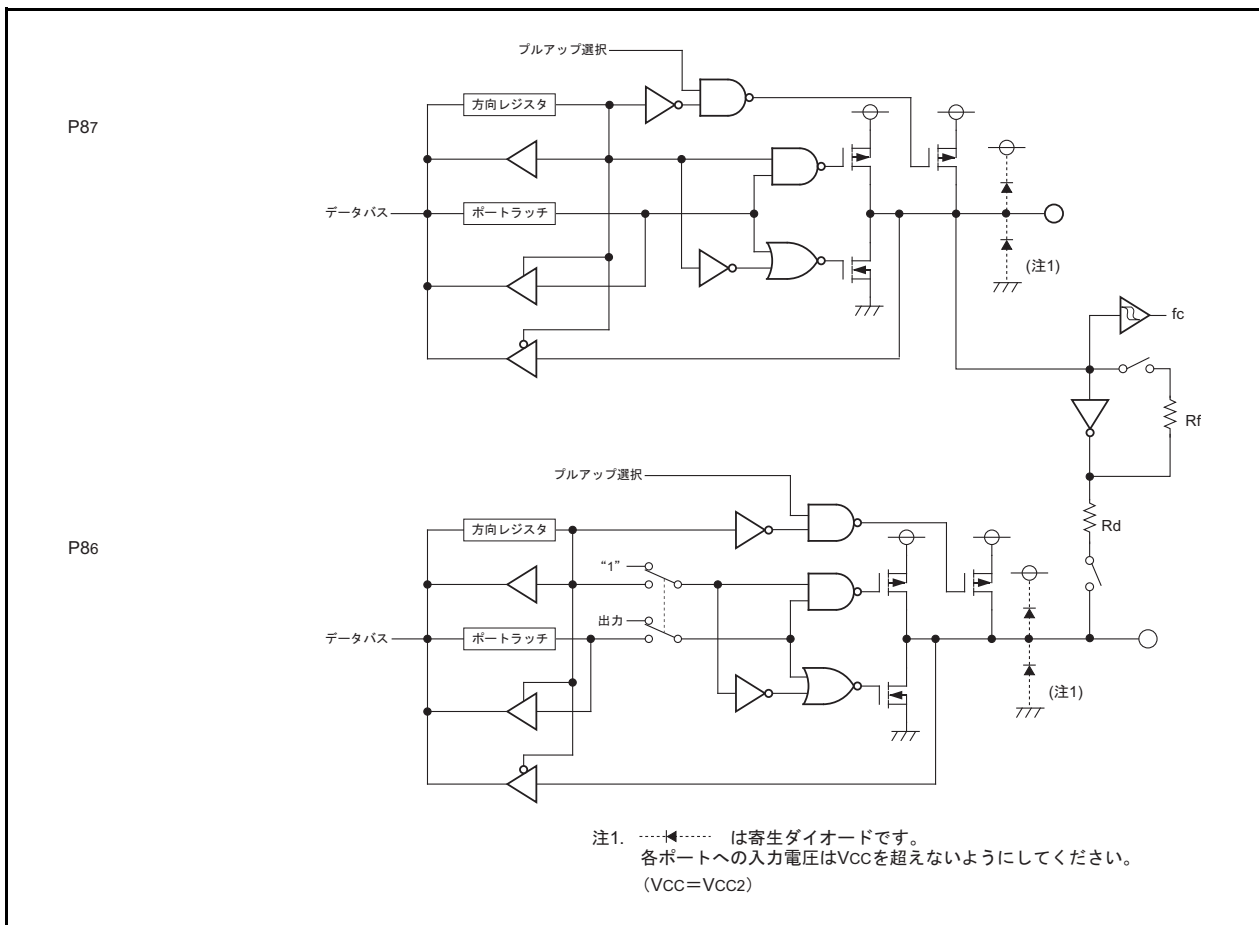 プルアップ選択
方向レジスタ
P87
データバス
ポートラッチ
(注1)
fc
Rf
プルアップ選択
方向レジスタ
Rd
P86
“1”
出力
データバス
ポートラッチ
(注1)
注1. は寄生ダイオードです。
各ポートへの入力電圧はVCCを超えないようにしてください。
（VCC＝VCC2）